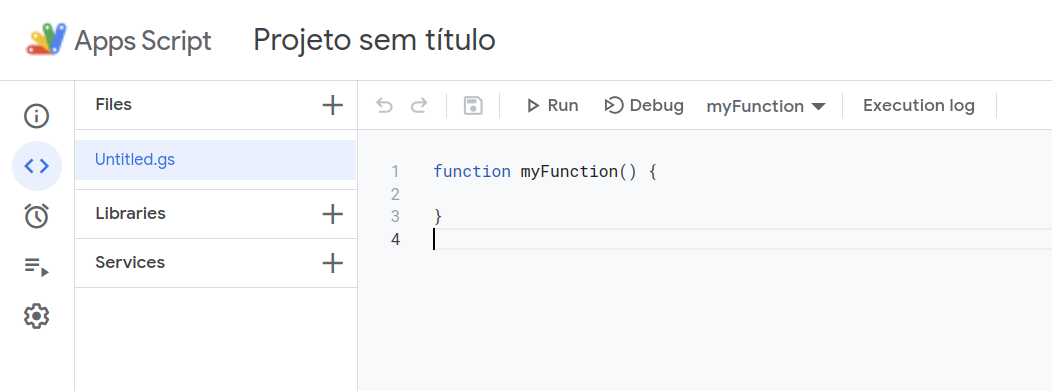 Apps Script Projeto sem título
Files
Run Debug myFunction Execution log
Untitled.gs
1 function myFunction() {
2
3 }
4
Libraries
Services